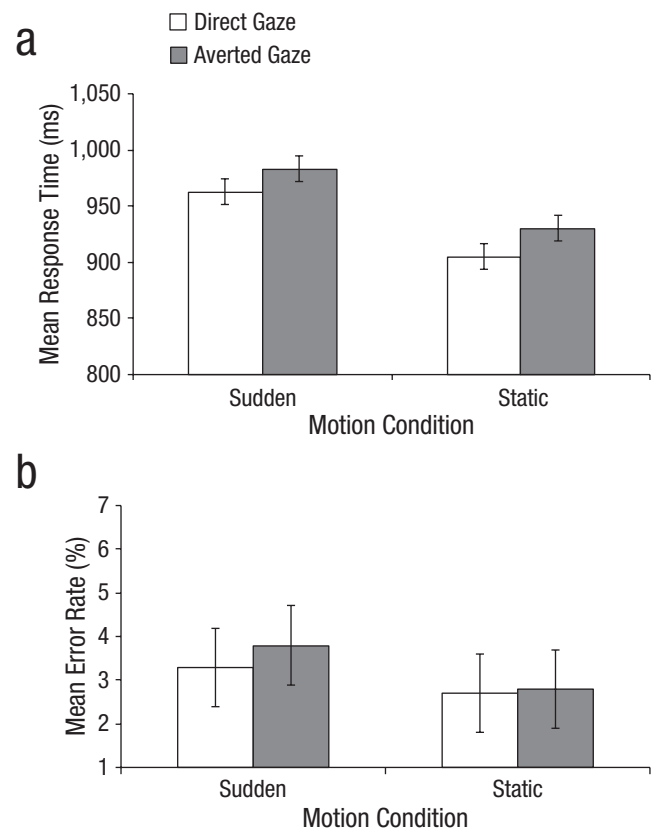 a
Direct Gaze
Averted Gaze
Mean Response Time (ms)
1,050
1,000
950
900
850
800
Sudden Static
Motion Condition
b
Mean Error Rate (%)
7
6
5
4
3
2
1
Sudden Static
Motion Condition